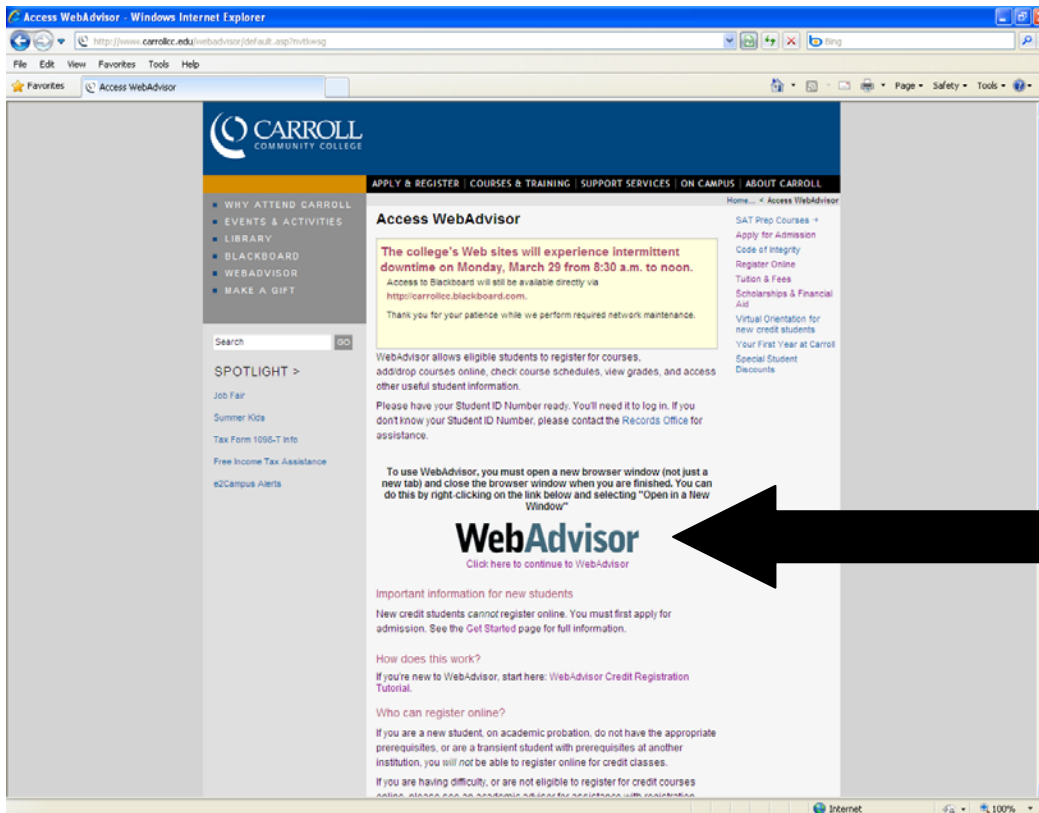 Access WebAdvisor - Windows Internet Explorer
http://www.carrollcc.edu/webadvisor/default.asp?nvtkwsg
Bing
File Edit View Favorites Tools Help
Favorites
Access WebAdvisor
Page Safety Tools
CARROLL
COMMUNITY COLLEGE
APPLY & REGISTER | COURSES & TRAINING | SUPPORT SERVICES | ON CAMPUS | ABOUT CARROLL
WHY ATTEND CARROLL
EVENTS & ACTIVITIES
LIBRARY
BLACKBOARD
WEBADVISOR
MAKE A GIFT
Search GO
SPOTLIGHT >
Job Fair
Summer Kids
Tax Form 1098-T Info
Free Income Tax Assistance
e2Campus Alerts
Home... < Access WebAdvisor
Access WebAdvisor
The college's Web sites will experience intermittent
downtime on Monday, March 29 from 8:30 a.m. to noon.
Access to Blackboard will still be available directly via
http://carrollcc.blackboard.com.
Thank you for your patience while we perform required network maintenance.
WebAdvisor allows eligible students to register for courses,
add/drop courses online, check course schedules, view grades, and access
other useful student information.
Please have your Student ID Number ready. You'll need it to log in. If you
don't know your Student ID Number, please contact the Records Office for
assistance.
To use WebAdvisor, you must open a new browser window (not just a
new tab) and close the browser window when you are finished. You can
do this by right-clicking on the link below and selecting "Open in a New
Window"
WebAdvisor
Click here to continue to WebAdvisor
Important information for new students
New credit students cannot register online. You must first apply for
admission. See the Get Started page for full information.
How does this work?
If you're new to WebAdvisor, start here: WebAdvisor Credit Registration
Tutorial.
Who can register online?
If you are a new student, on academic probation, do not have the appropriate
prerequisites, or are a transient student with prerequisites at another
institution, you will not be able to register online for credit classes.
If you are having difficulty, or are not eligible to register for credit courses
online, please see an academic advisor for assistance with registration
SAT Prep Courses
Apply for Admission
Code of Integrity
Register Online
Tuition & Fees
Scholarships & Financial
Aid
Virtual Orientation for
new credit students
Your First Year at Carroll
Special Student
Discounts
Internet
100%